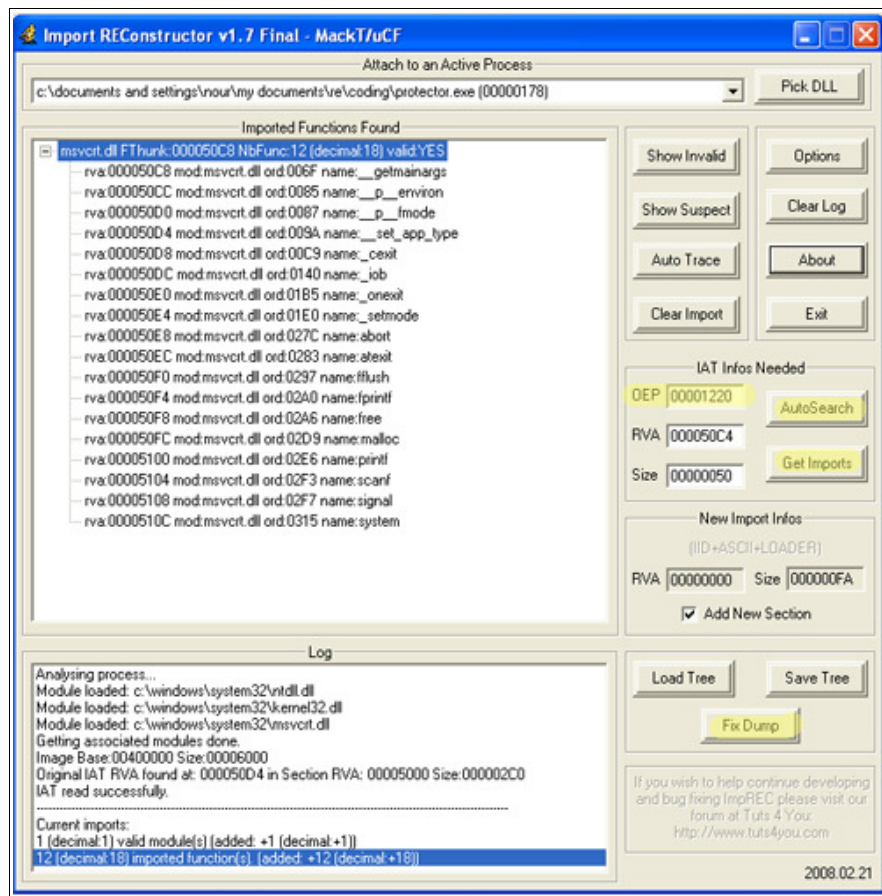 Import REConstructor v1.7 Final - MackT/uCF
Attach to an Active Process
c:\documents and settings\nour\my documents\re\coding\protector.exe (00000178)
Pick DLL
Imported Functions Found
msvcrt.dll FThunk:000050C8 NbFunc:12 (decimal:18) valid:YES
rva:000050C8 mod:msvcrt.dll ord:006F name:__getmainargs
rva:000050CC mod:msvcrt.dll ord:0085 name:__p__environ
rva:000050D0 mod:msvcrt.dll ord:0087 name:__p__fmode
rva:000050D4 mod:msvcrt.dll ord:009A name:__set_app_type
rva:000050D8 mod:msvcrt.dll ord:00C9 name:_cexit
rva:000050DC mod:msvcrt.dll ord:0140 name:_iob
rva:000050E0 mod:msvcrt.dll ord:01B5 name:_onexit
rva:000050E4 mod:msvcrt.dll ord:01E0 name:_setmode
rva:000050E8 mod:msvcrt.dll ord:027C name:abort
rva:000050EC mod:msvcrt.dll ord:0283 name:atexit
rva:000050F0 mod:msvcrt.dll ord:0297 name:fflush
rva:000050F4 mod:msvcrt.dll ord:02A0 name:fprintf
rva:000050F8 mod:msvcrt.dll ord:02A6 name:free
rva:000050FC mod:msvcrt.dll ord:02D9 name:malloc
rva:00005100 mod:msvcrt.dll ord:02E6 name:printf
rva:00005104 mod:msvcrt.dll ord:02F3 name:scanf
rva:00005108 mod:msvcrt.dll ord:02F7 name:signal
rva:0000510C mod:msvcrt.dll ord:0315 name:system
Show Invalid
Options
Show Suspect
Clear Log
Auto Trace
About
Clear Import
Exit
IAT Infos Needed
OEP 00001220
AutoSearch
RVA 000050C4
Size 00000050
Get Imports
New Import Infos
(IID+ASCII+LOADER)
RVA 00000000 Size 000000FA
Add New Section
Log
Analysing process...
Module loaded: c:\windows\system32\ntdll.dll
Module loaded: c:\windows\system32\kernel32.dll
Module loaded: c:\windows\system32\msvcrt.dll
Getting associated modules done.
Image Base:00400000 Size:00006000
Original IAT RVA found at: 000050D4 in Section RVA: 00005000 Size:000002C0
IAT read successfully.
Current imports:
1 (decimal:1) valid module(s) (added: +1 (decimal:+1))
12 (decimal:18) imported function(s). (added: +12 (decimal:+18))
Load Tree
Save Tree
Fix Dump
If you wish to help continue developing
and bug fixing ImpREC please visit our
forum at Tuts 4 You:
http://www.tuts4you.com
2008.02.21